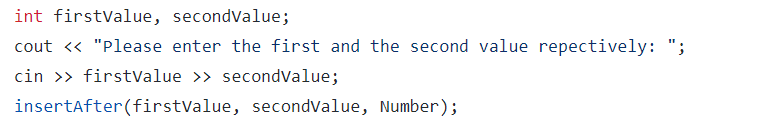 int firstValue, secondValue;
cout << "Please enter the first and the second value repectively: ";
cin >> firstValue >> secondValue;
insertAfter(firstValue, secondValue, Number);